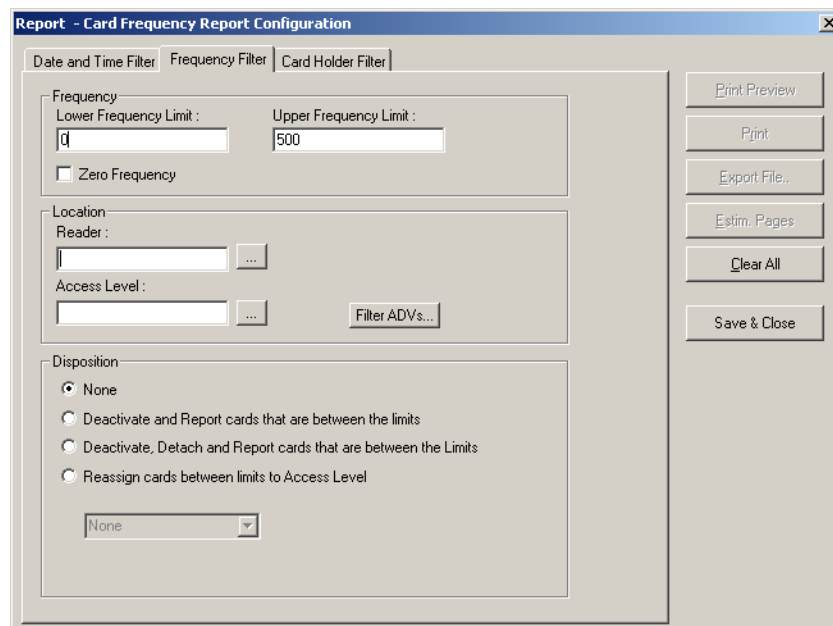 Report - Card Frequency Report Configuration
Date and Time Filter
Frequency Filter
Card Holder Filter
Frequency
Lower Frequency Limit :
Upper Frequency Limit :
0
500
Zero Frequency
Location
Reader :
...
Access Level :
...
Filter ADVs...
Disposition
None
Deactivate and Report cards that are between the limits
Deactivate, Detach and Report cards that are between the Limits
Reassign cards between limits to Access Level
None
Print Preview
Print
Export File..
Estim. Pages
Clear All
Save & Close